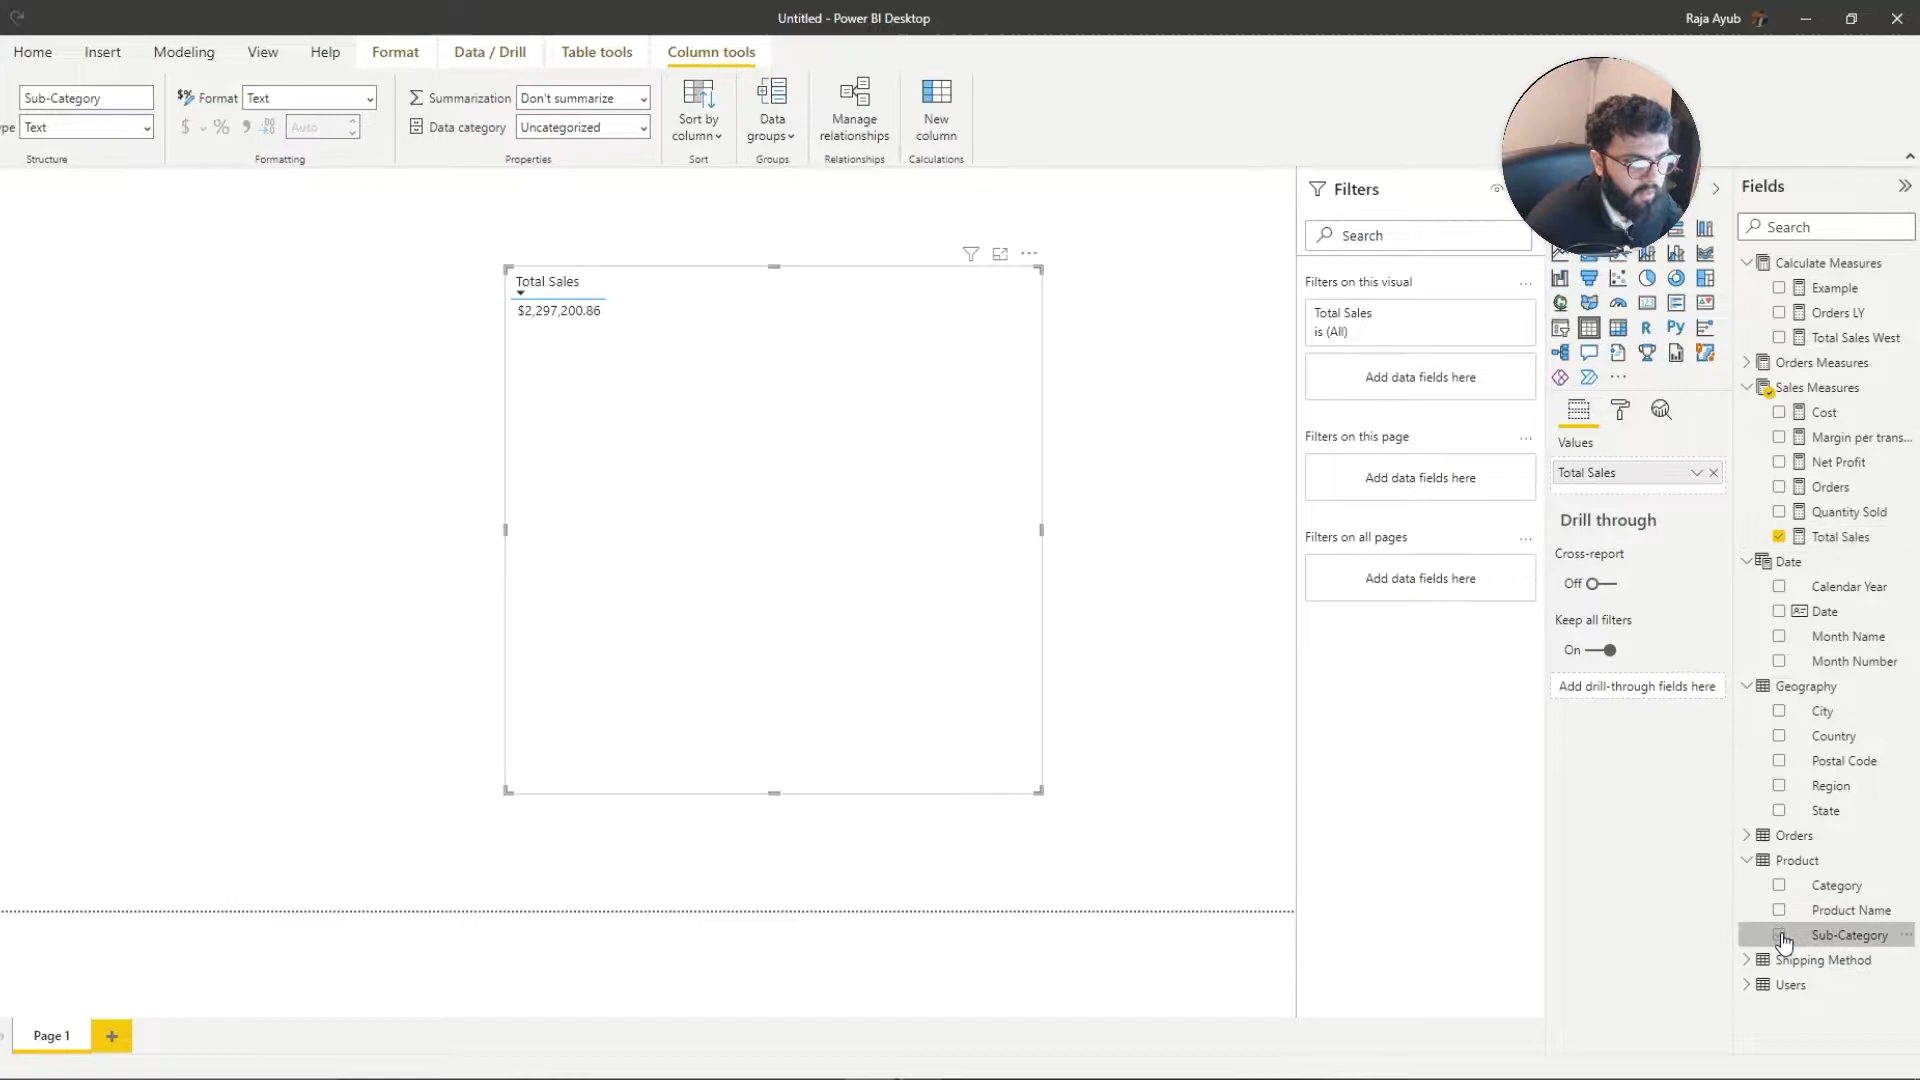 Untitled - Power BI Desktop
Raja Ayub
Home
Insert
Modeling
View
Help
Format
Data / Drill
Table tools
Column tools
Sub-Category
$% Format
Text
Summarization
Don't summarize
Sort by
column
Data
groups
Manage
relationships
New
column
pe
Text
$
%
Auto
Data category
Uncategorized
Structure
Formatting
Properties
Sort
Groups
Relationships
Calculations
Total Sales
$2,297,200.86
Filters
Search
Filters on this visual
...
Total Sales
is (All)
Add data fields here
Filters on this page
...
Add data fields here
Filters on all pages
...
Add data fields here
R
Py
Values
Total Sales
Drill through
Cross-report
Off
Keep all filters
On
Add drill-through fields here
Fields
Search
Calculate Measures
Example
Orders LY
Total Sales West
Orders Measures
Sales Measures
Cost
Margin per trans...
Net Profit
Orders
Quantity Sold
Total Sales
Date
Calendar Year
Date
Month Name
Month Number
Geography
City
Country
Postal Code
Region
State
Orders
Product
Category
Product Name
Sub-Category
Shipping Method
Users
Page 1